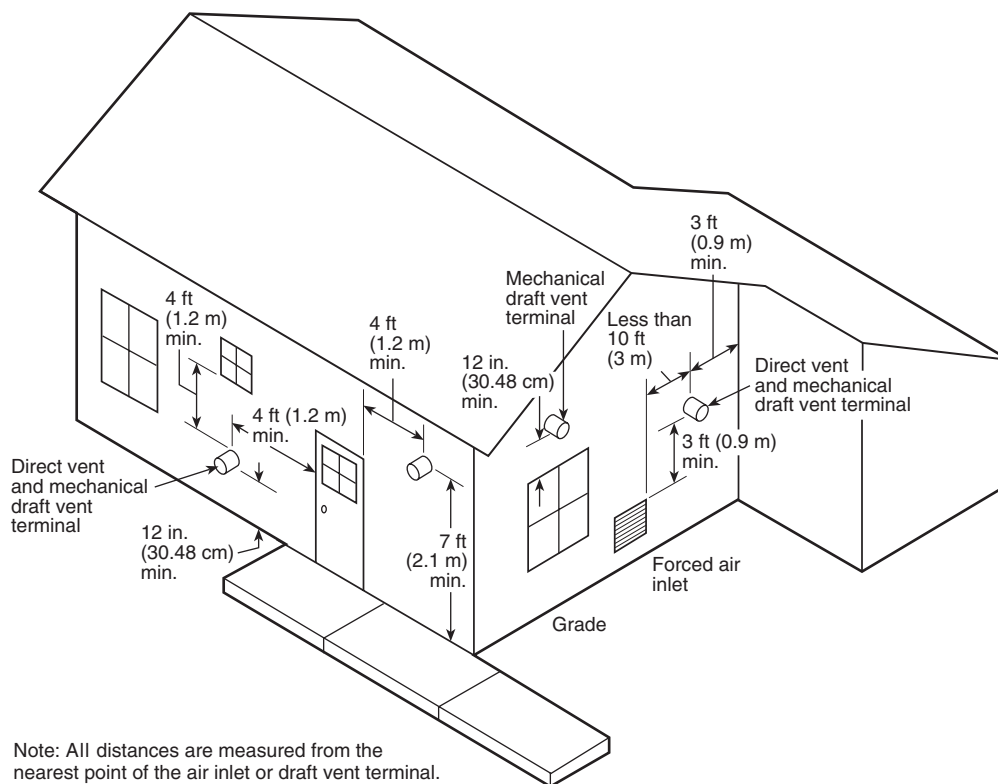 3 ft
(0.9 m)
min.
Mechanical
draft vent
terminal
4 ft
(1.2 m)
min.
4 ft
(1.2 m)
min.
Less than
10 ft
(3 m)
12 in.
(30.48 cm)
min.
Direct vent
and mechanical
draft vent terminal
4 ft (1.2 m)
min.
3 ft (0.9 m)
min.
Direct vent
and mechanical
draft vent
terminal
12 in.
(30.48 cm)
min.
7 ft
(2.1 m)
min.
Forced air
inlet
Grade
Note: All distances are measured from the
nearest point of the air inlet or draft vent terminal.